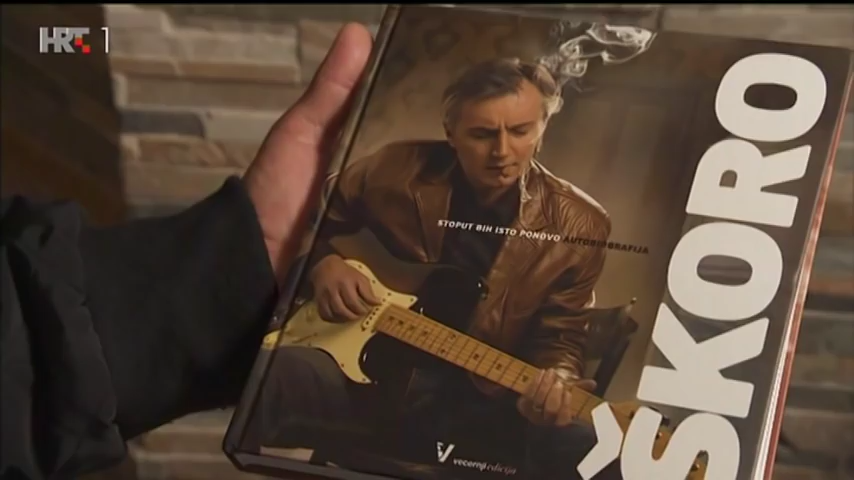 HRT 1
STOPUT BIH ISTO PONOVO AUTOBIOGRAFIJA
ŠKORO
večernji edicija